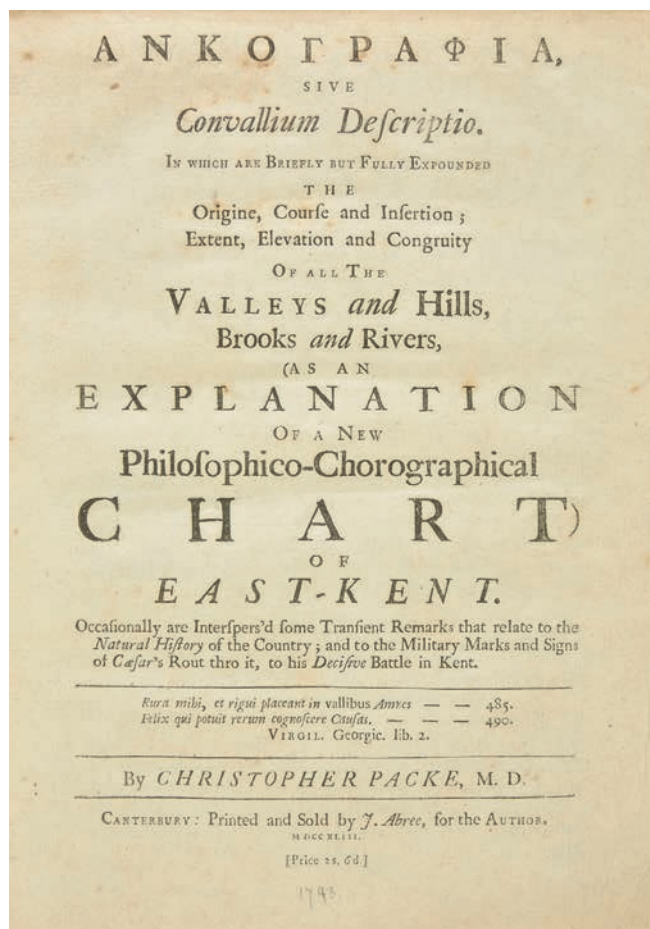 ΑΝΚΟΓΡΑΦΙΑ,
SIVE
Convallium Deſcriptio.
IN WHICH ARE BRIEFLY BUT FULLY EXPOUNDED
THE
Origine, Courſe and Inſertion;
Extent, Elevation and Congruity
OF ALL THE
VALLEYS and Hills,
Brooks and Rivers,
(AS AN
EXPLANATION
OF A NEW
Philoſophico-Chorographical
CHART)
OF
EAST-KENT.
Occaſionally are Interſpers'd ſome Tranſient Remarks that relate to the
Natural Hiſtory of the Country; and to the Military Marks and Signs
of Cæſar's Rout thro it, to his Deciſive Battle in Kent.
Rura mihi, et rigui placeant in vallibus Amnes — — 485.
Felix qui potuit rerum cognoſcere Cauſas. — — — 490.
VIRGIL. Georgic. lib. 2.
By CHRISTOPHER PACKE, M. D.
CANTERBURY: Printed and Sold by J. Abree, for the AUTHOR.
MDCCXLIII.
[Price 2s. 6d.]
1743